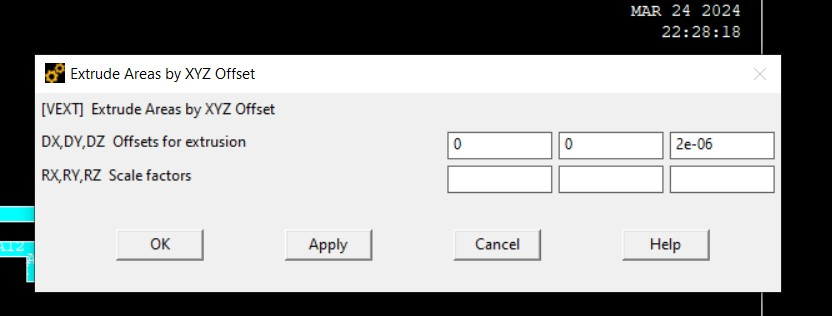 MAR 24 2024
22:28:18
Extrude Areas by XYZ Offset
[VEXT] Extrude Areas by XYZ Offset
DX,DY,DZ Offsets for extrusion 0 0 2e-06
RX,RY,RZ Scale factors
OK Apply Cancel Help